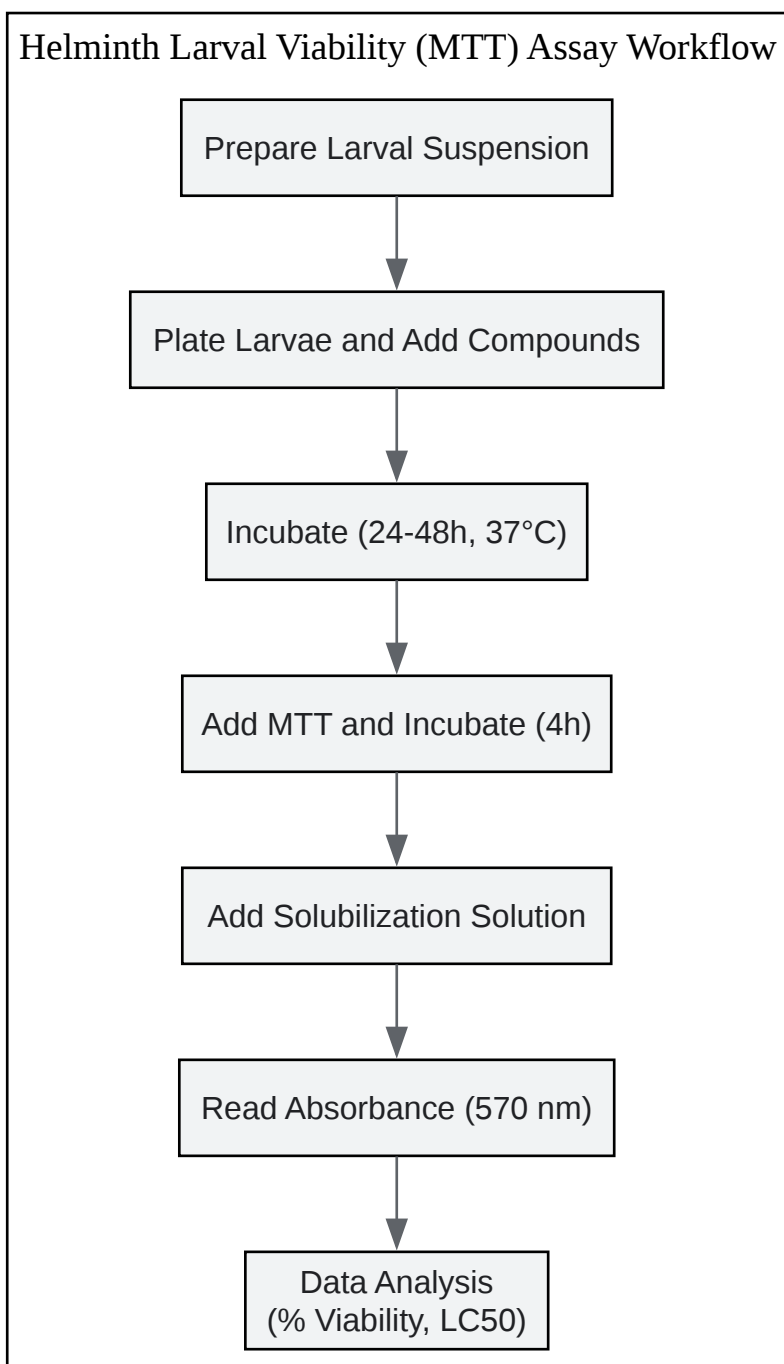 Helminth Larval Viability (MTT) Assay Workflow
Prepare Larval Suspension
Plate Larvae and Add Compounds
Incubate (24-48h, 37°C)
Add MTT and Incubate (4h)
Add Solubilization Solution
Read Absorbance (570 nm)
Data Analysis
(% Viability, LC50)